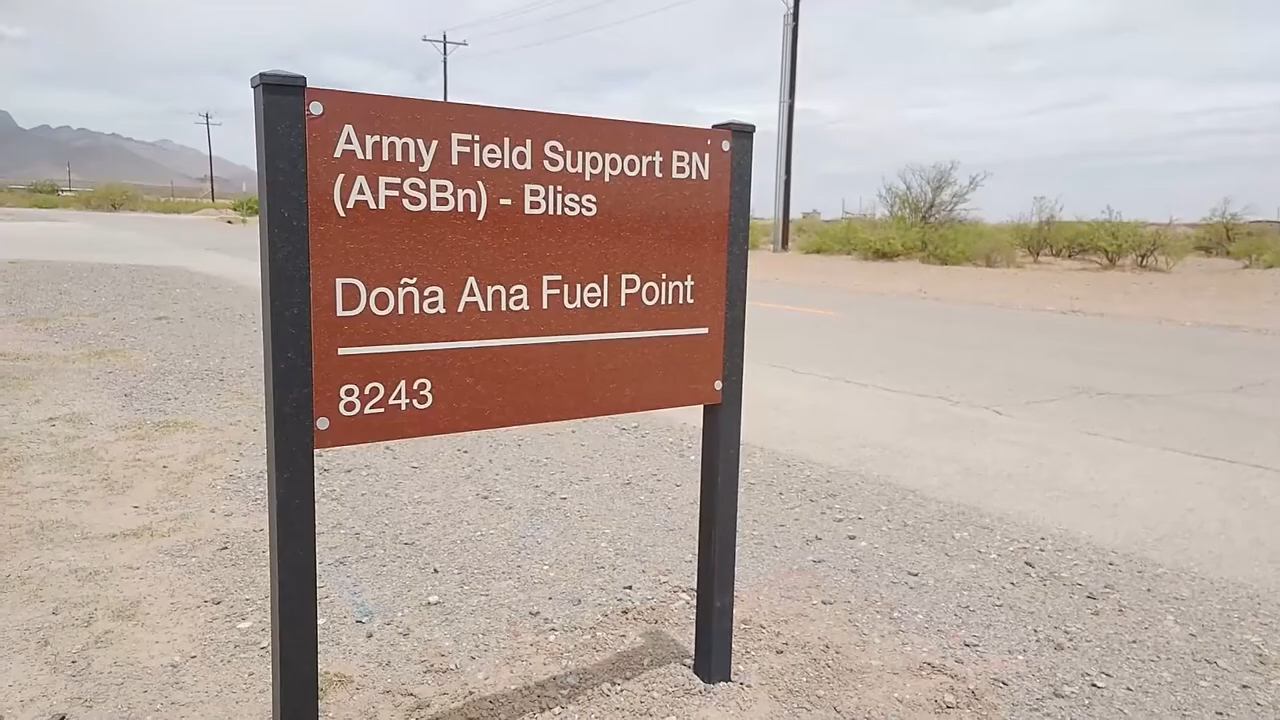 Army Field Support BN
(AFSBn) - Bliss
Doña Ana Fuel Point
8243